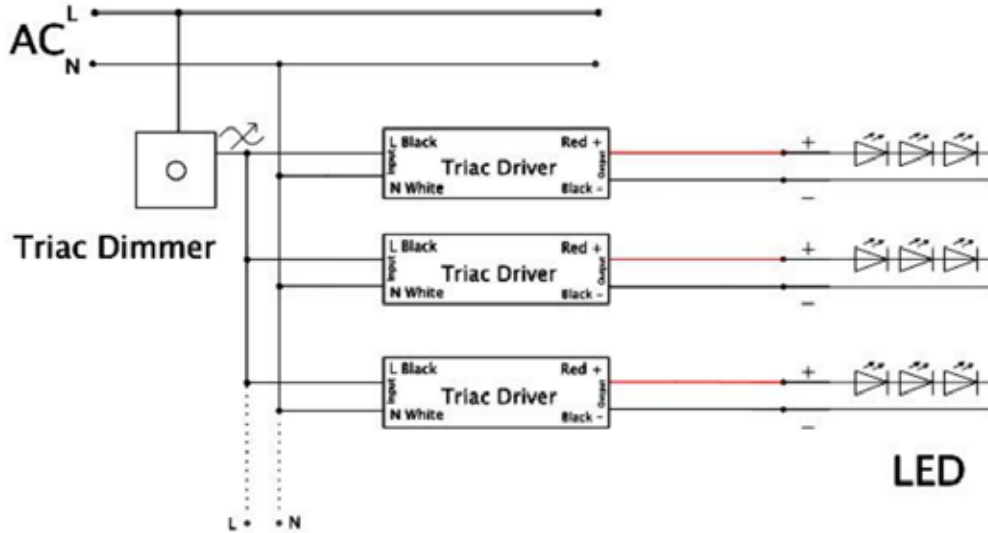 L
AC
N
L Black
Red +
Input
Triac Driver
Output
N White
Black -
Triac Dimmer
L Black
Red +
Input
Triac Driver
Output
N White
Black -
L Black
Red +
Input
Triac Driver
Output
N White
Black -
+
−
+
−
+
−
LED
L
N